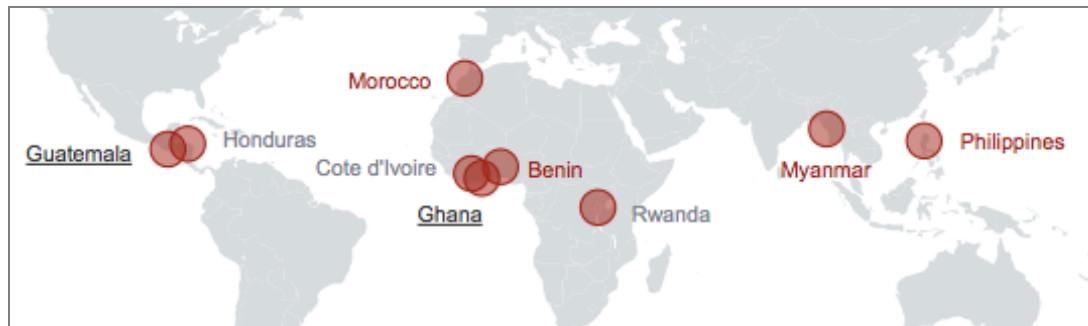 Morocco
Guatemala
Honduras
Cote d'Ivoire
Benin
Ghana
Rwanda
Myanmar
Philippines